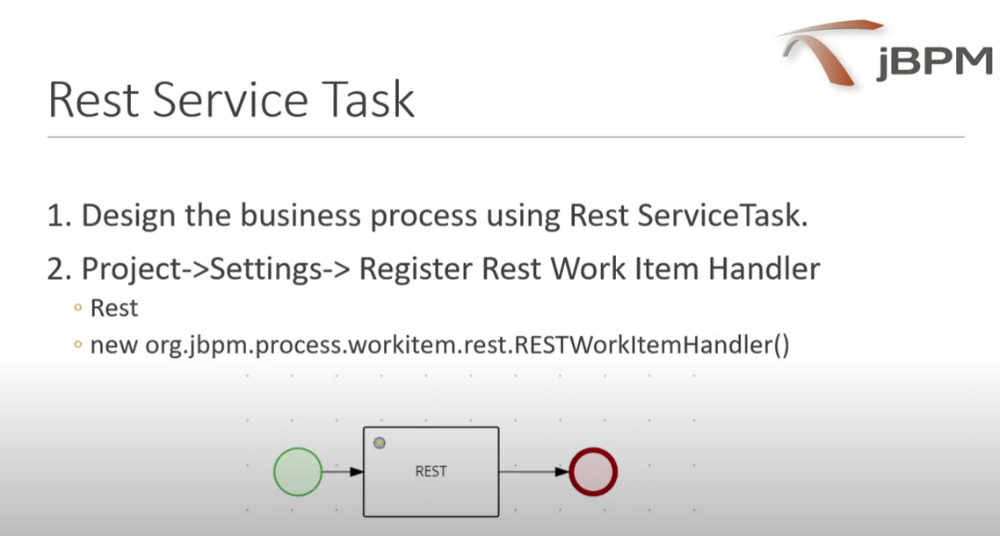 jBPM
Rest Service Task
1. Design the business process using Rest ServiceTask.
2. Project->Settings-> Register Rest Work Item Handler
Rest
new org.jbpm.process.workitem.rest.RESTWorkItemHandler()
REST